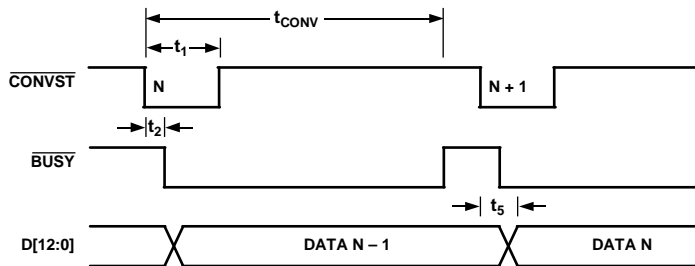 tCONV
t1
CONVST
N
N + 1
t2
BUSY
t5
D[12:0]
DATA N – 1
DATA N